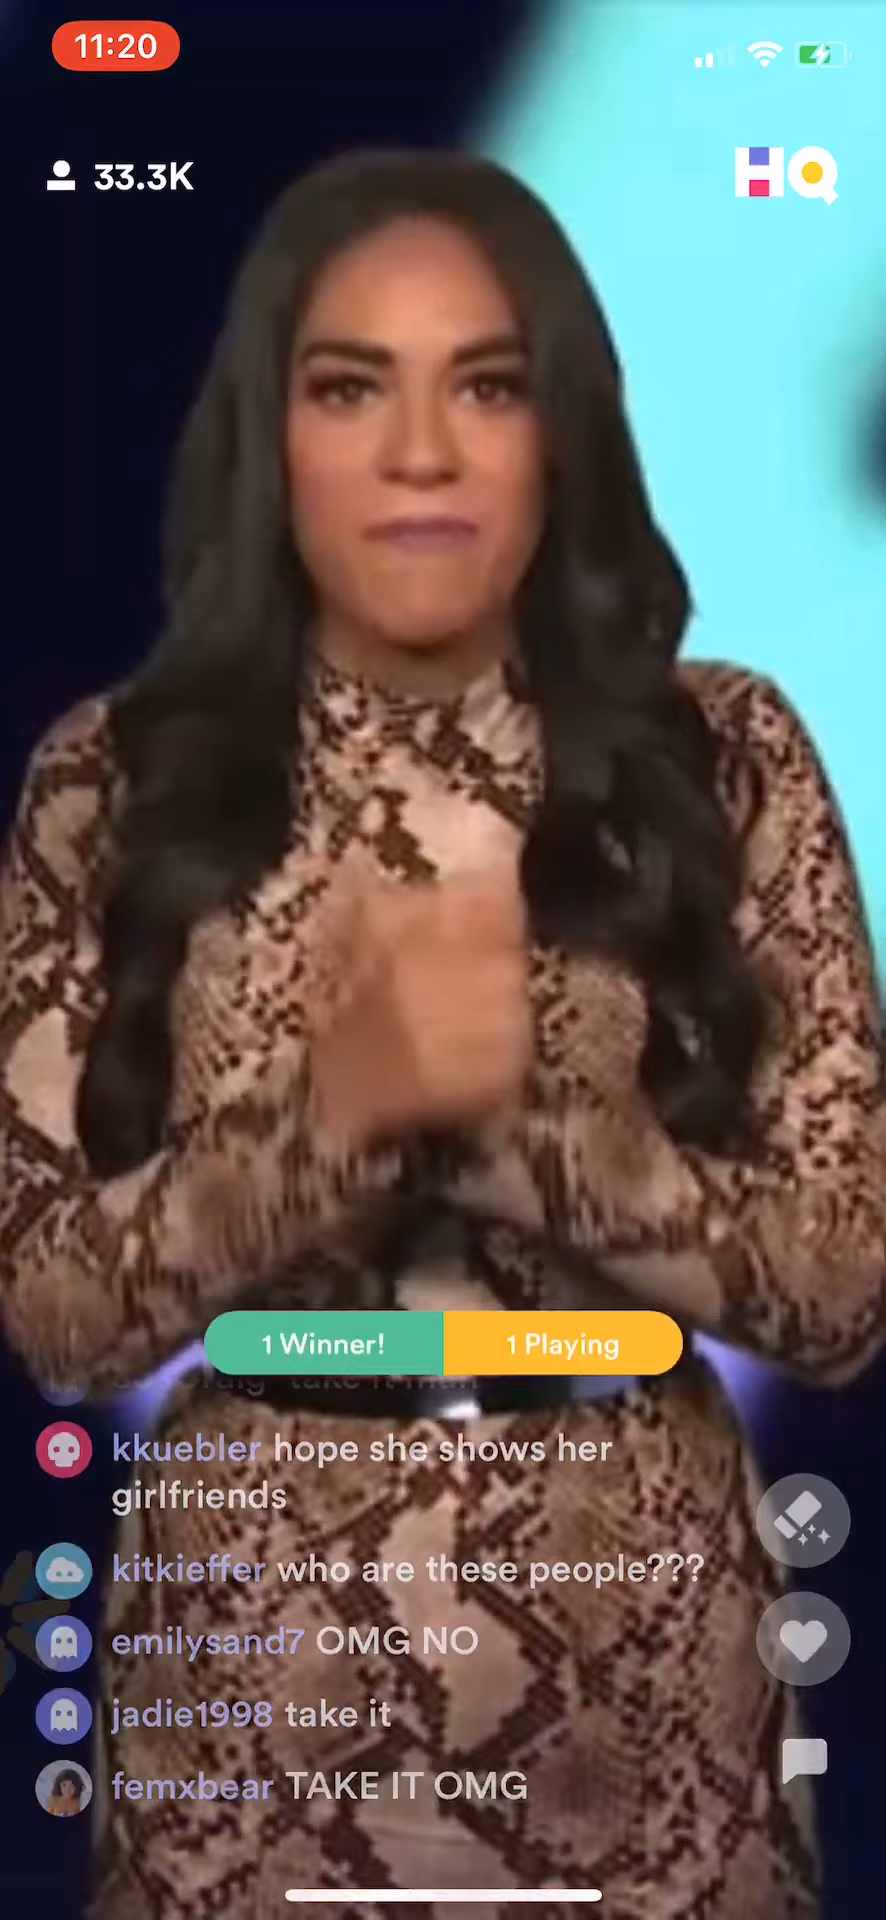 11:20
33.3K
HQ
1 Winner!
1 Playing
kkuebler hope she shows her
girlfriends
kitkieffer who are these people???
emilysand7 OMG NO
jadie1998 take it
femxbear TAKE IT OMG